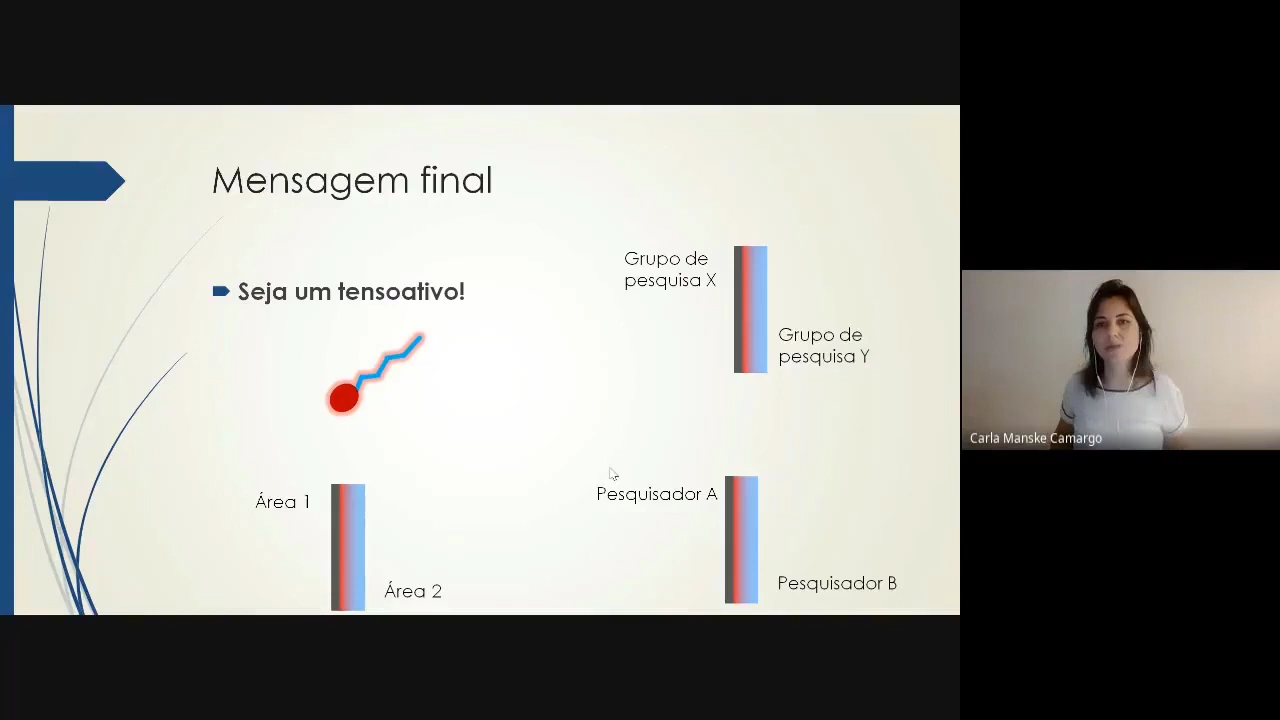 Mensagem final
Seja um tensoativo!
Grupo de
pesquisa X
Grupo de
pesquisa Y
Área 1
Área 2
Pesquisador A
Pesquisador B
Carla Manske Camargo